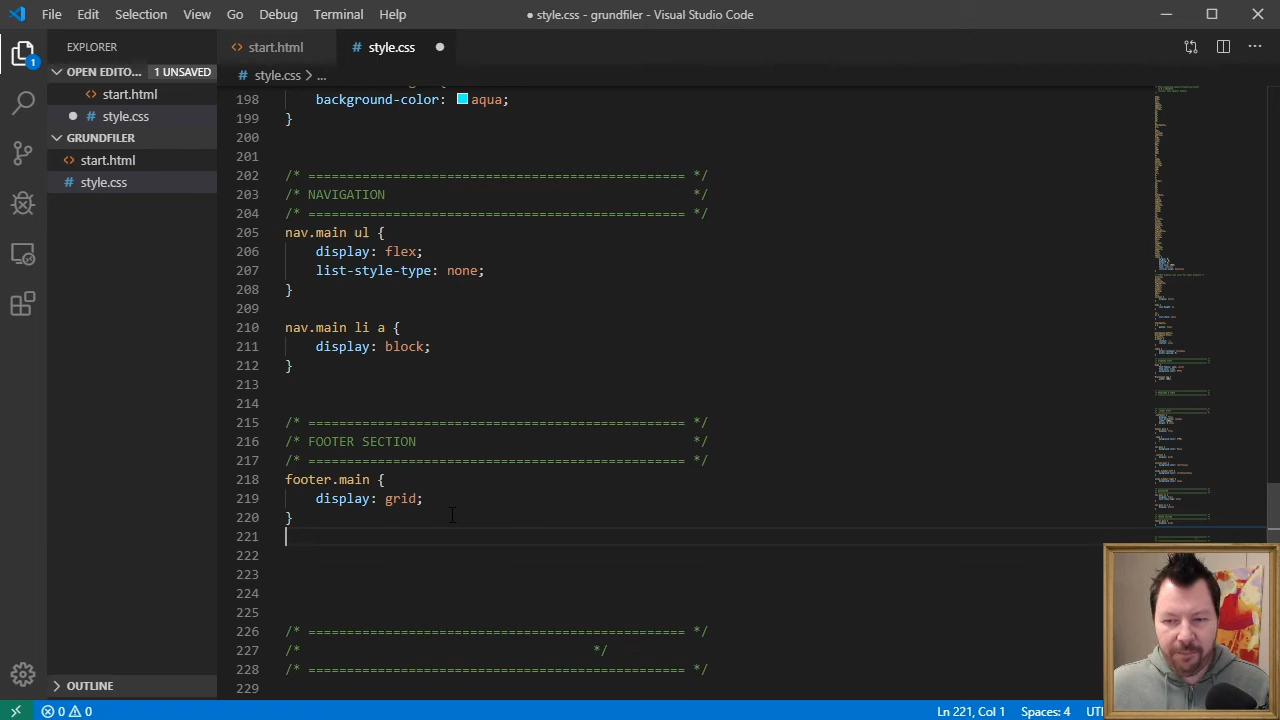 File Edit Selection View Go Debug Terminal Help
● style.css - grundfiler - Visual Studio Code
EXPLORER
OPEN EDITO... 1 UNSAVED
start.html
style.css
GRUNDFILER
start.html
style.css
OUTLINE
1
start.html
# style.css
# style.css > ...
198 background-color: aqua;
199 }
200
201
202 /* ================================================= */
203 /* NAVIGATION */
204 /* ================================================= */
205 nav.main ul {
206 display: flex;
207 list-style-type: none;
208 }
209
210 nav.main li a {
211 display: block;
212 }
213
214
215 /* ================================================= */
216 /* FOOTER SECTION */
217 /* ================================================= */
218 footer.main {
219 display: grid;
220 }
221
222
223
224
225
226 /* ================================================= */
227 /* */
228 /* ================================================= */
229
0 0
Ln 221, Col 1 Spaces: 4